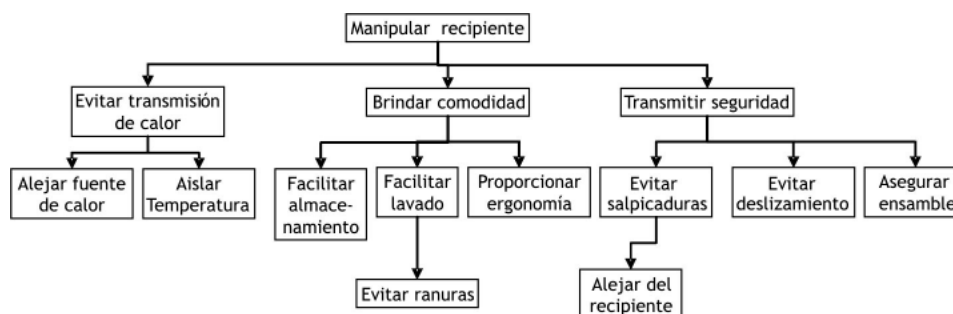 Manipular recipiente
Evitar transmisión
de calor
Brindar comodidad
Transmitir seguridad
Alejar fuente
de calor
Aislar
Temperatura
Facilitar
almace-
namiento
Facilitar
lavado
Proporcionar
ergonomía
Evitar
salpicaduras
Evitar
deslizamiento
Asegurar
ensamble
Evitar ranuras
Alejar del
recipiente